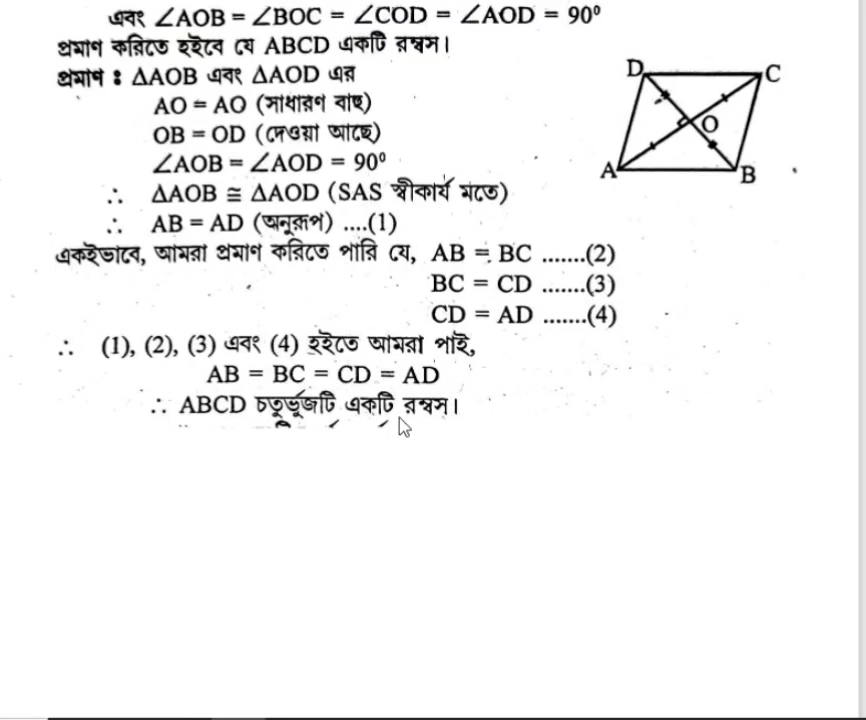 এবং ∠AOB = ∠BOC = ∠COD = ∠AOD = 90⁰
প্রমাণ করিতে হইবে যে ABCD একটি রম্বস।
প্রমাণ : ΔAOB এবং ΔAOD এর
AO = AO (সাধারণ বাহু)
OB = OD (দেওয়া আছে)
∠AOB = ∠AOD = 90⁰
∴ ΔAOB ≅ ΔAOD (SAS স্বীকার্য মতে)
∴ AB = AD (অনুরূপ) ....(1)
একইভাবে, আমরা প্রমাণ করিতে পারি যে, AB = BC .......(2)
BC = CD .......(3)
CD = AD .......(4)
∴ (1), (2), (3) এবং (4) হইতে আমরা পাই,
AB = BC = CD = AD
∴ ABCD চতুর্ভুজটি একটি রম্বস।
D
C
O
A
B